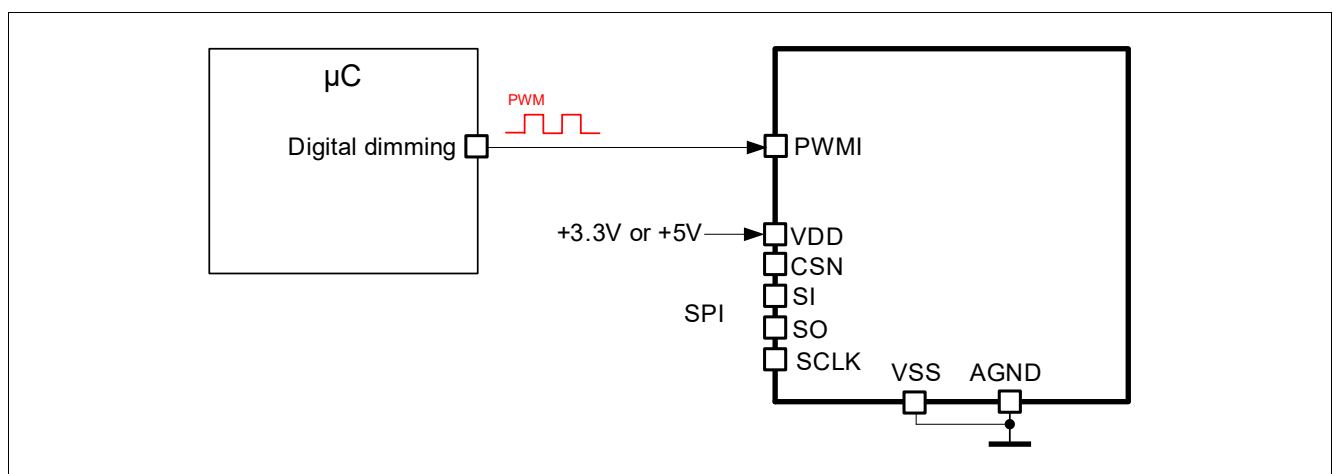 µC
PWM
Digital dimming
PWMI
+3.3V or +5V
VDD
CSN
SI
SPI
SO
SCLK
VSS
AGND